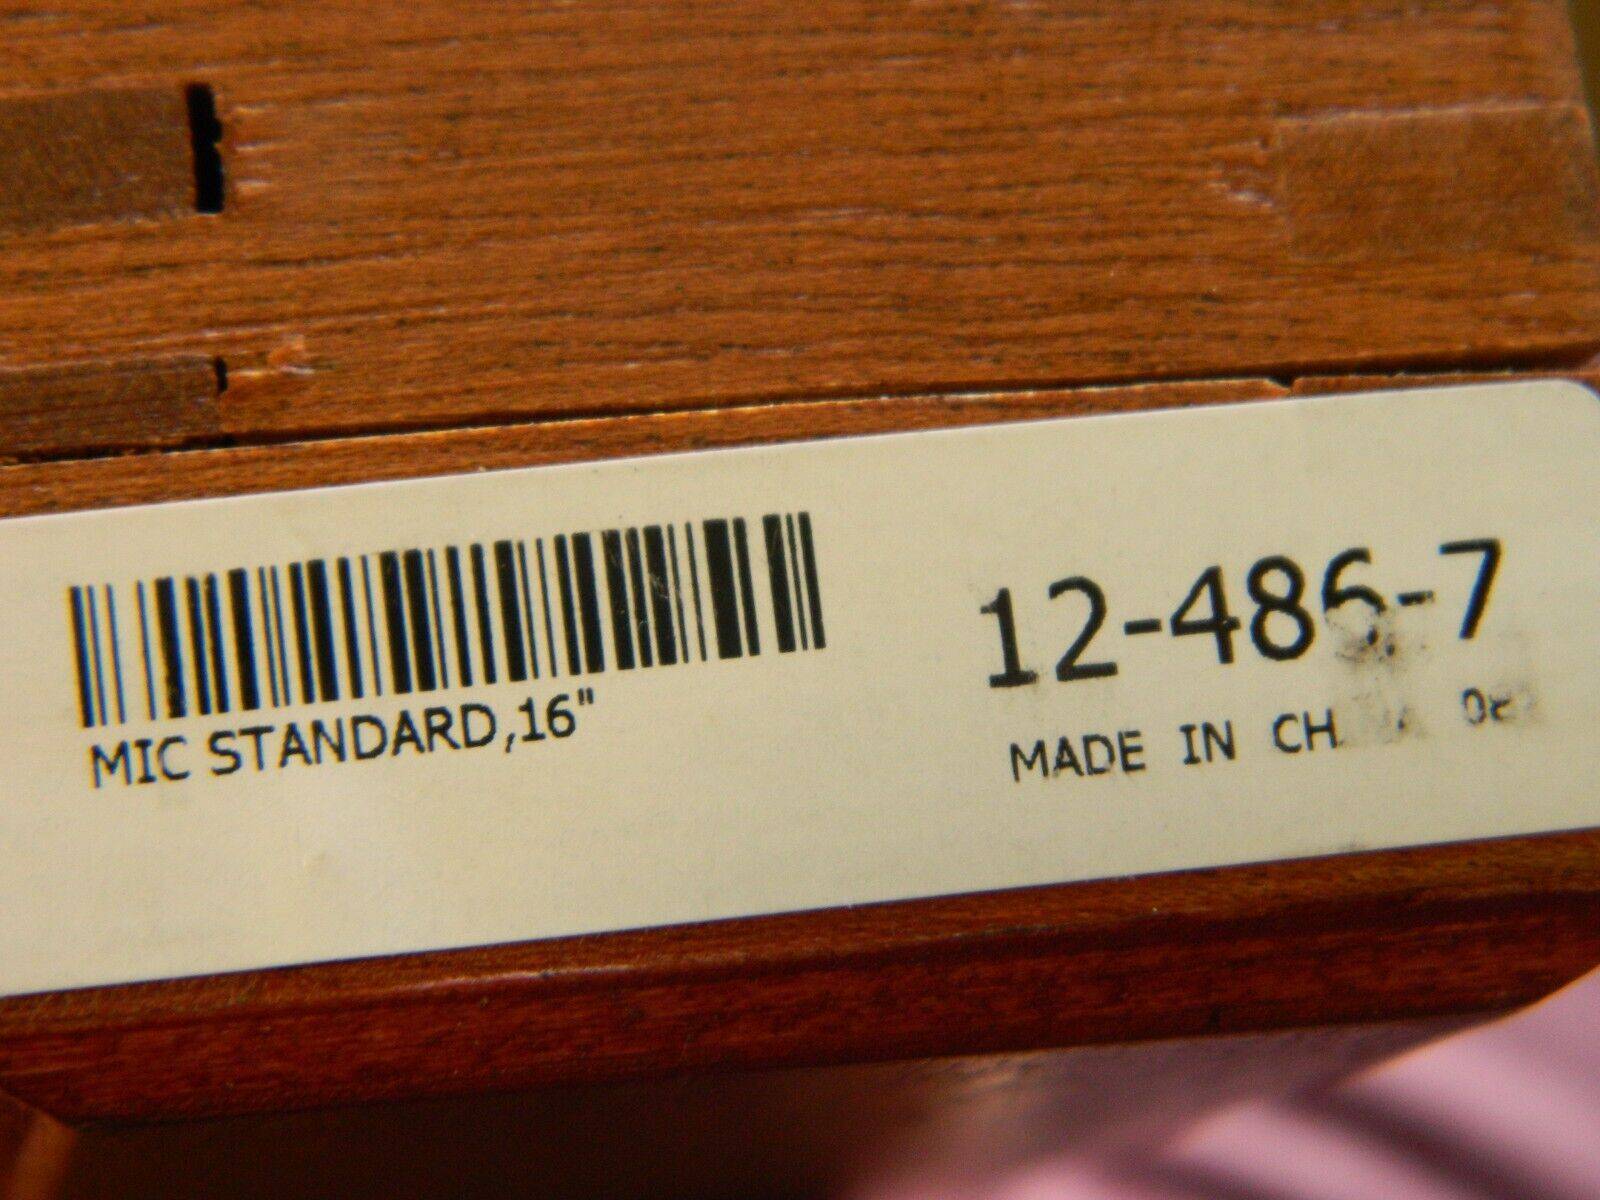 MIC STANDARD,16"
12-486-7
MADE IN